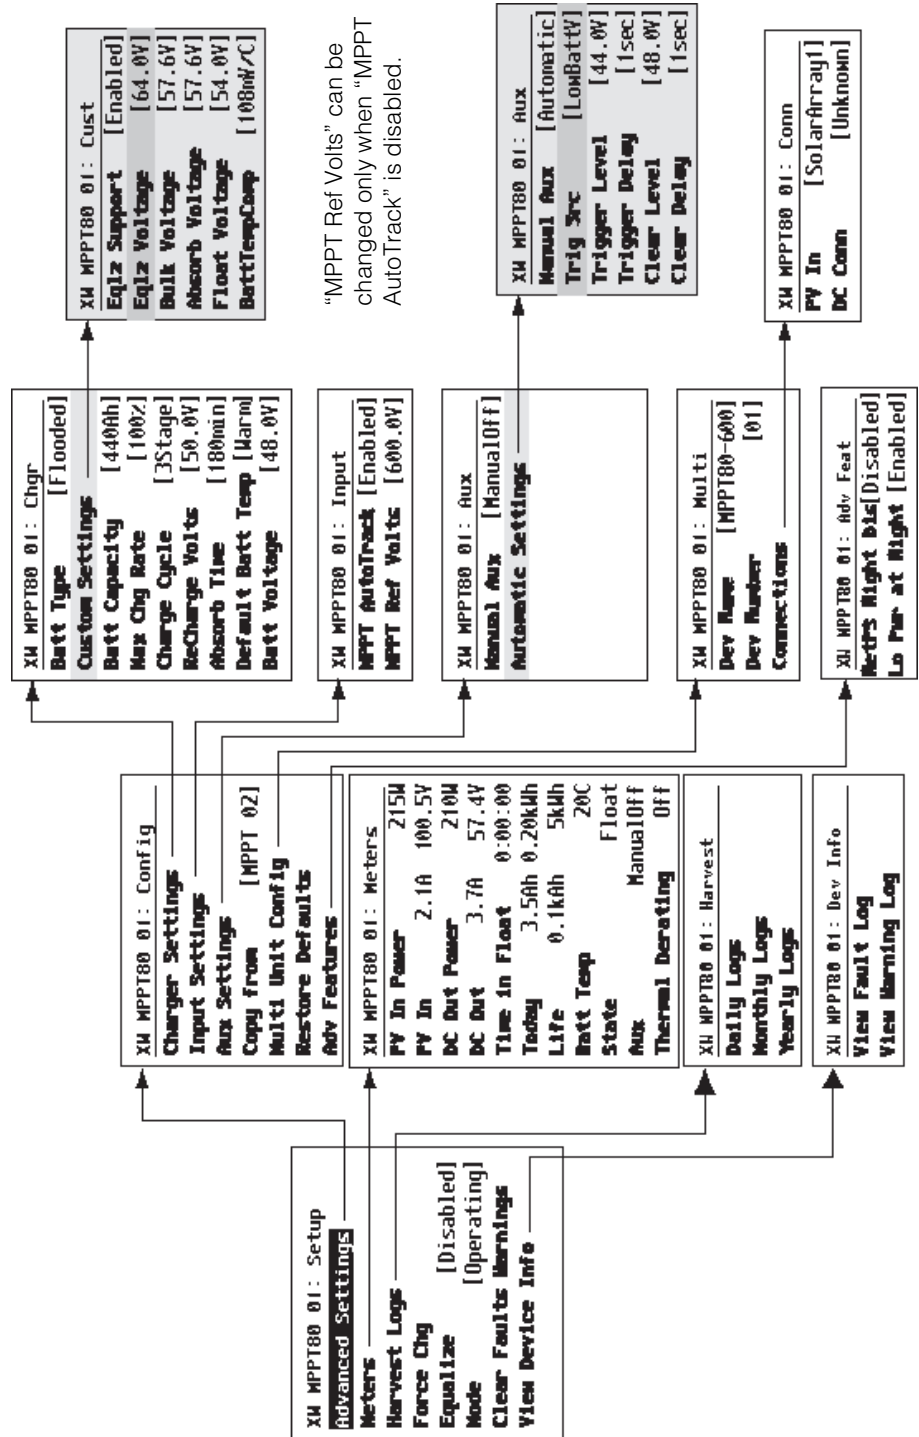 XW MPPT80 01: Setup
Advanced Settings
Meters
Harvest Logs
Force Chg
Equalize [Disabled]
Mode [Operating]
Clear Faults Warnings
View Device Info
XW MPPT80 01: Config
Charger Settings
Input Settings
Aux Settings
Copy from [MPPT 02]
Multi Unit Config
Restore Defaults
Adv Features
XW MPPT80 01: Meters
PV In Power 215W
PV In 2.1A 100.5V
DC Out Power 210W
DC Out 3.7A 57.4V
Time in Float 0:00:00
Today 3.5Ah 0.20kWh
Life 0.1kAh 5kWh
Batt Temp 20C
State Float
Aux ManualOff
Thermal Derating Off
XW MPPT80 01: Harvest
Daily Logs
Monthly Logs
Yearly Logs
XW MPPT80 01: Dev Info
View Fault Log
View Warning Log
XW MPPT80 01: Chgr
Batt Type [Flooded]
Custom Settings
Batt Capacity [440Ah]
Max Chg Rate [100%]
Charge Cycle [3Stage]
ReCharge Volts [50.0V]
Absorb Time [180min]
Default Batt Temp [Warm]
Batt Voltage [48.0V]
XW MPPT80 01: Input
MPPT AutoTrack [Enabled]
MPPT Ref Volts [600.0V]
XW MPPT80 01: Aux
Manual Aux [ManualOff]
Automatic Settings
XW MPPT80 01: Multi
Dev Name [MPPT80-600]
Dev Number [01]
Connections
XW MPPT80 01: Adv Feat
Metrs Night Dis[Disabled]
Lo Pwr at Night [Enabled]
XW MPPT80 01: Cust
Eqlz Support [Enabled]
Eqlz Voltage [64.0V]
Bulk Voltage [57.6V]
Absorb Voltage [57.6V]
Float Voltage [54.0V]
BattTempComp [108mV/C]
“MPPT Ref Volts” can be
changed only when “MPPT
AutoTrack” is disabled.
XW MPPT80 01: Aux
Manual Aux [Automatic]
Trig Src [LowBattV]
Trigger Level [44.0V]
Trigger Delay [1sec]
Clear Level [48.0V]
Clear Delay [1sec]
XW MPPT80 01: Conn
PV In [SolarArray1]
DC Conn [Unknown]